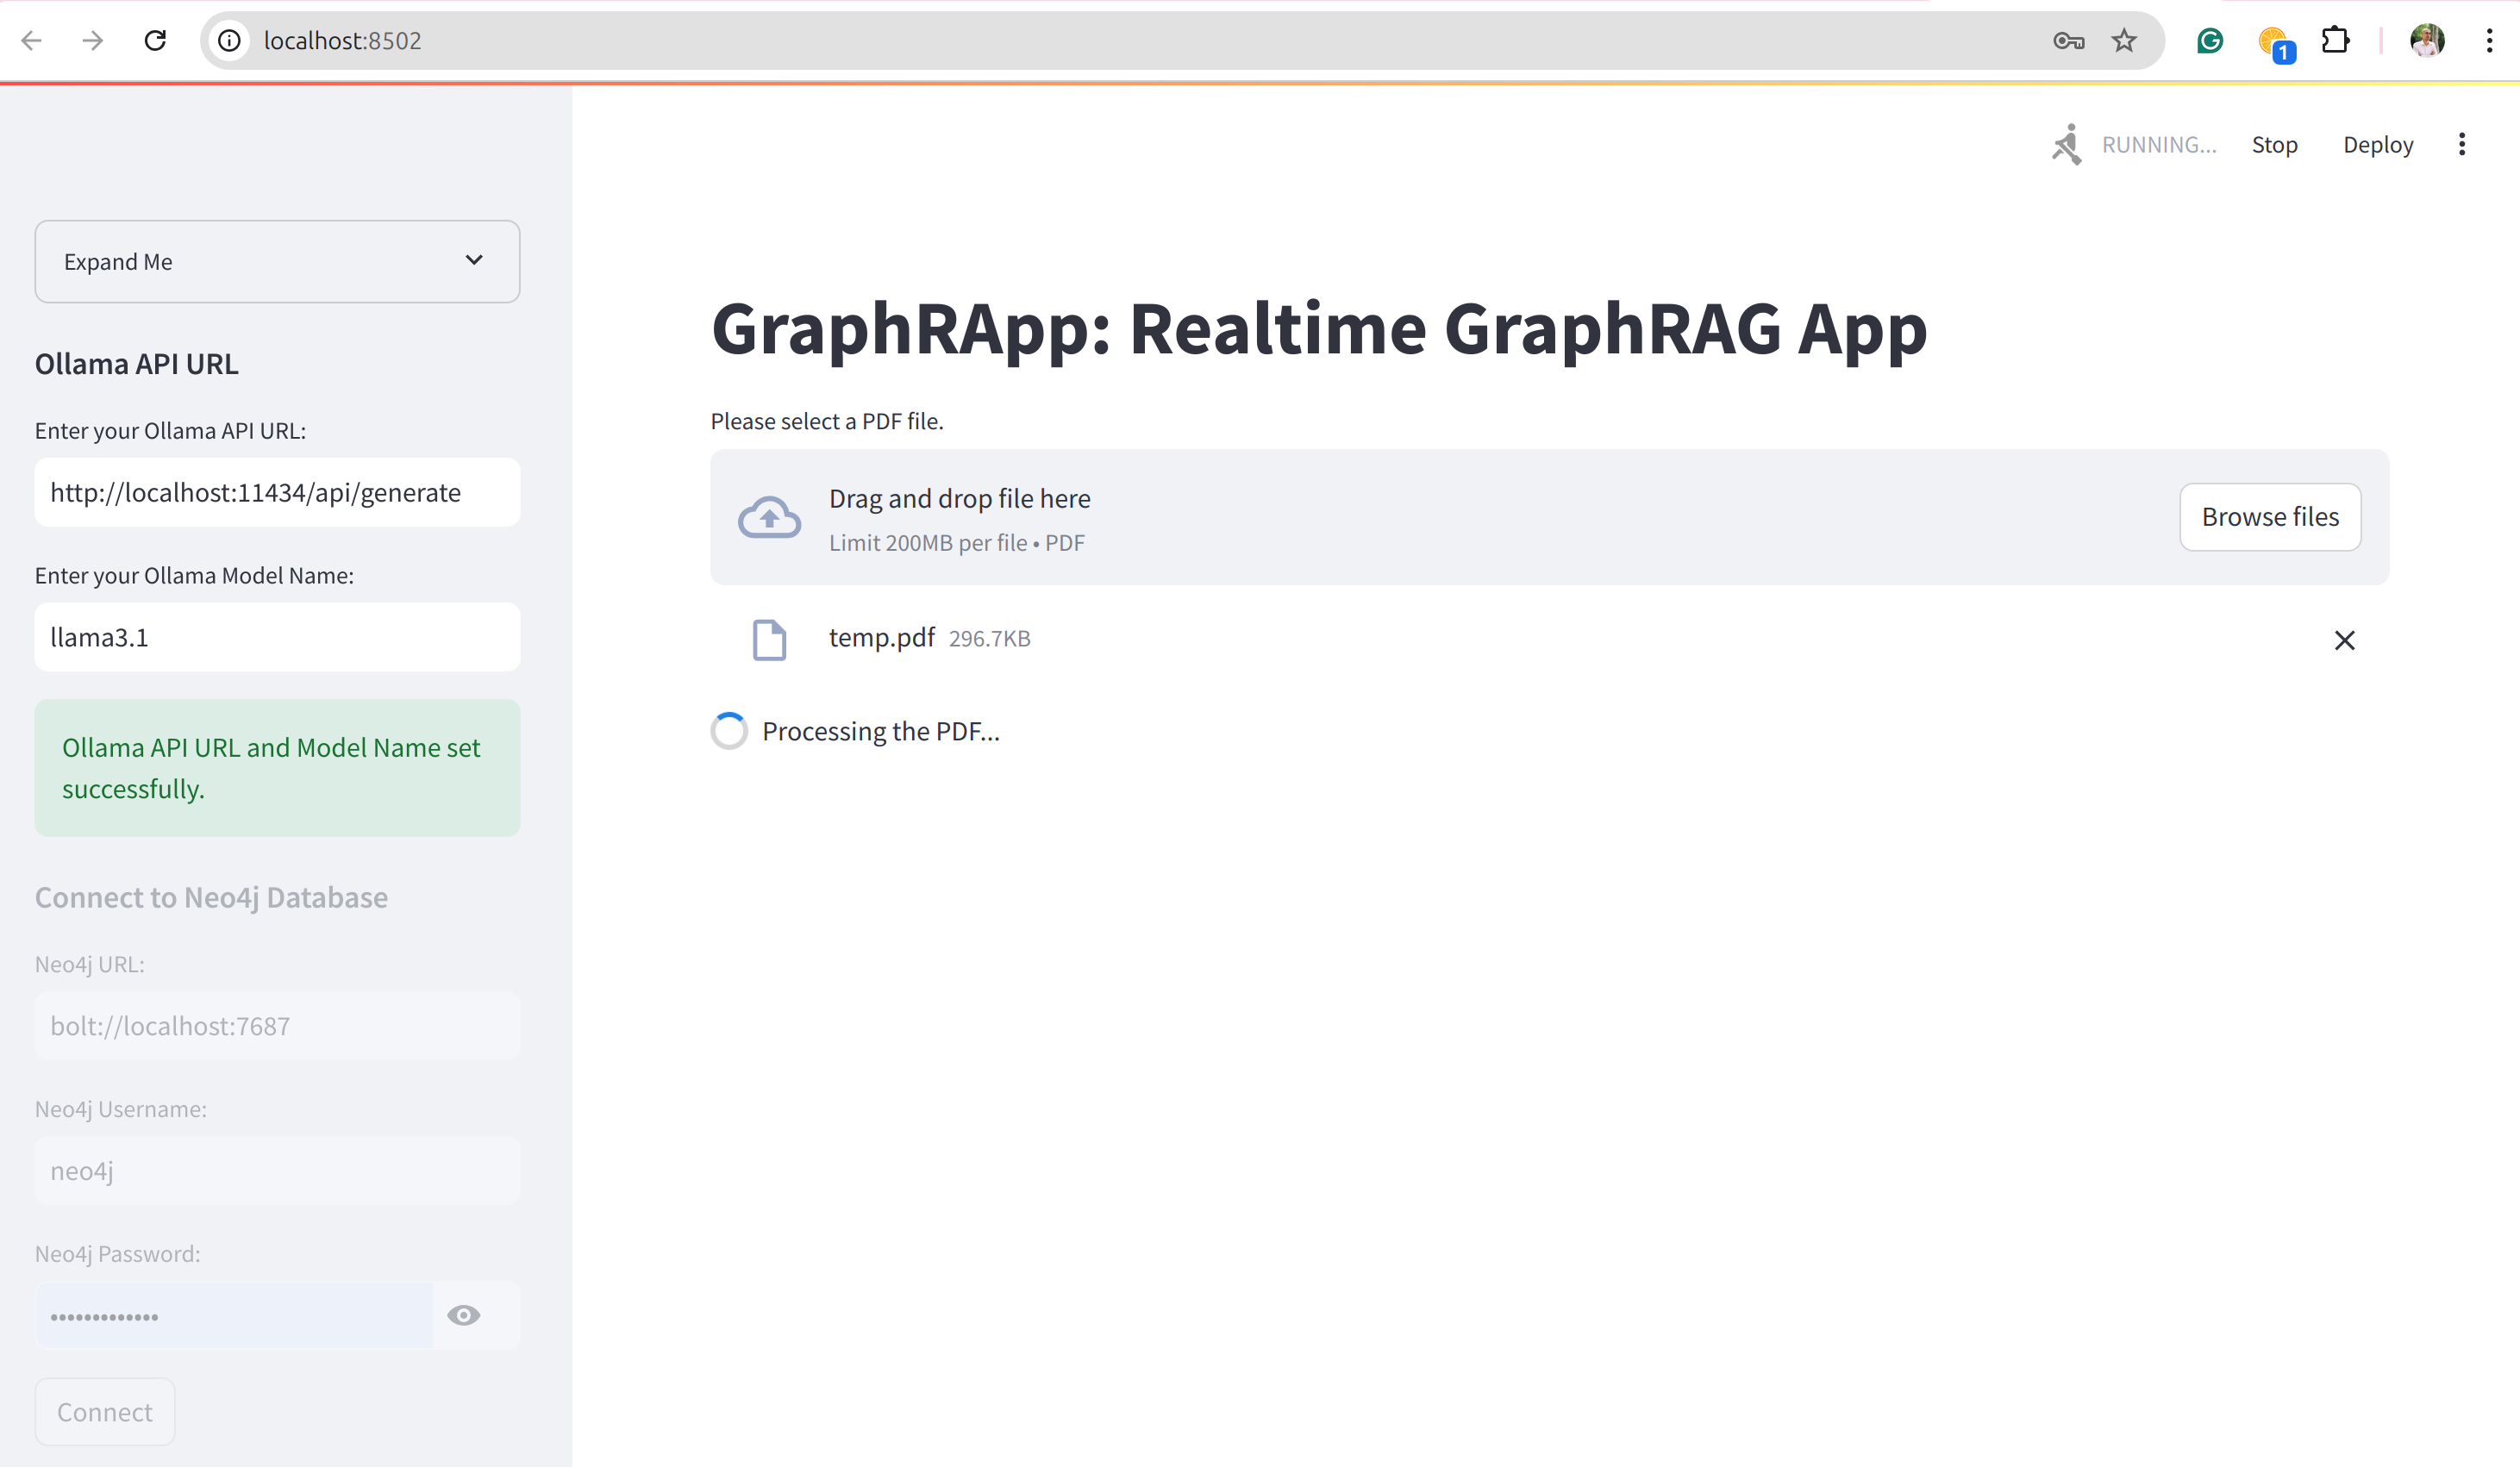 localhost:8502
1
RUNNING...
Stop
Deploy
Expand Me
Ollama API URL
Enter your Ollama API URL:
http://localhost:11434/api/generate
Enter your Ollama Model Name:
llama3.1
Ollama API URL and Model Name set
successfully.
Connect to Neo4j Database
Neo4j URL:
bolt://localhost:7687
Neo4j Username:
neo4j
Neo4j Password:
•••••••••••••
Connect
GraphRApp: Realtime GraphRAG App
Please select a PDF file.
Drag and drop file here
Limit 200MB per file • PDF
Browse files
temp.pdf 296.7KB
Processing the PDF...